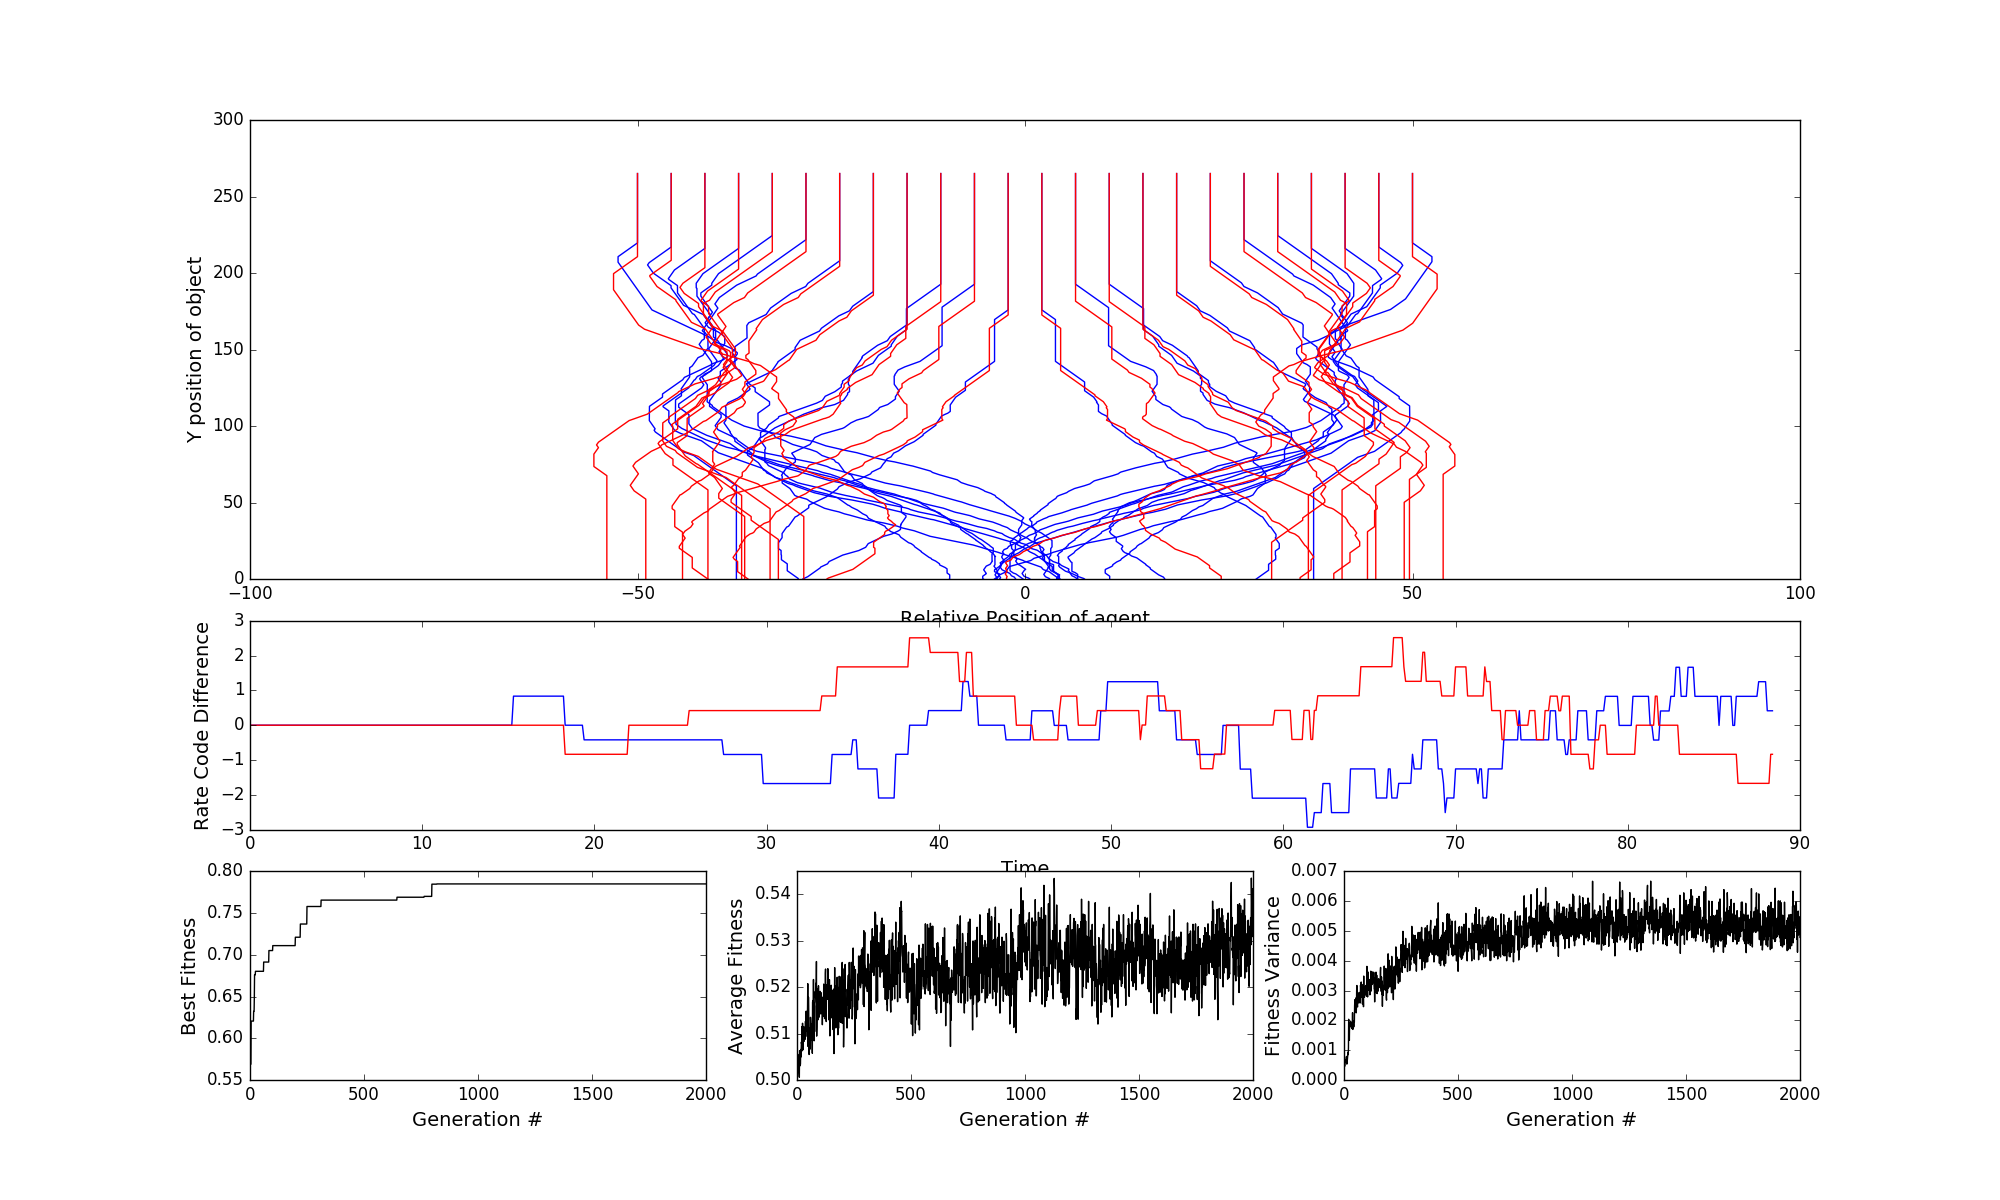 300
250
200
150
100
50
0
Y position of object
−100 −50 0 50 100
Relative Position of agent
3
2
1
0
−1
−2
−3
Rate Code Difference
0 10 20 30 40 50 60 70 80 90
Time
0.80
0.75
0.70
0.65
0.60
0.55
Best Fitness
0 500 1000 1500 2000
Generation #
0.54
0.53
0.52
0.51
0.50
Average Fitness
0 500 1000 1500 2000
Generation #
0.007
0.006
0.005
0.004
0.003
0.002
0.001
0.000
Fitness Variance
0 500 1000 1500 2000
Generation #